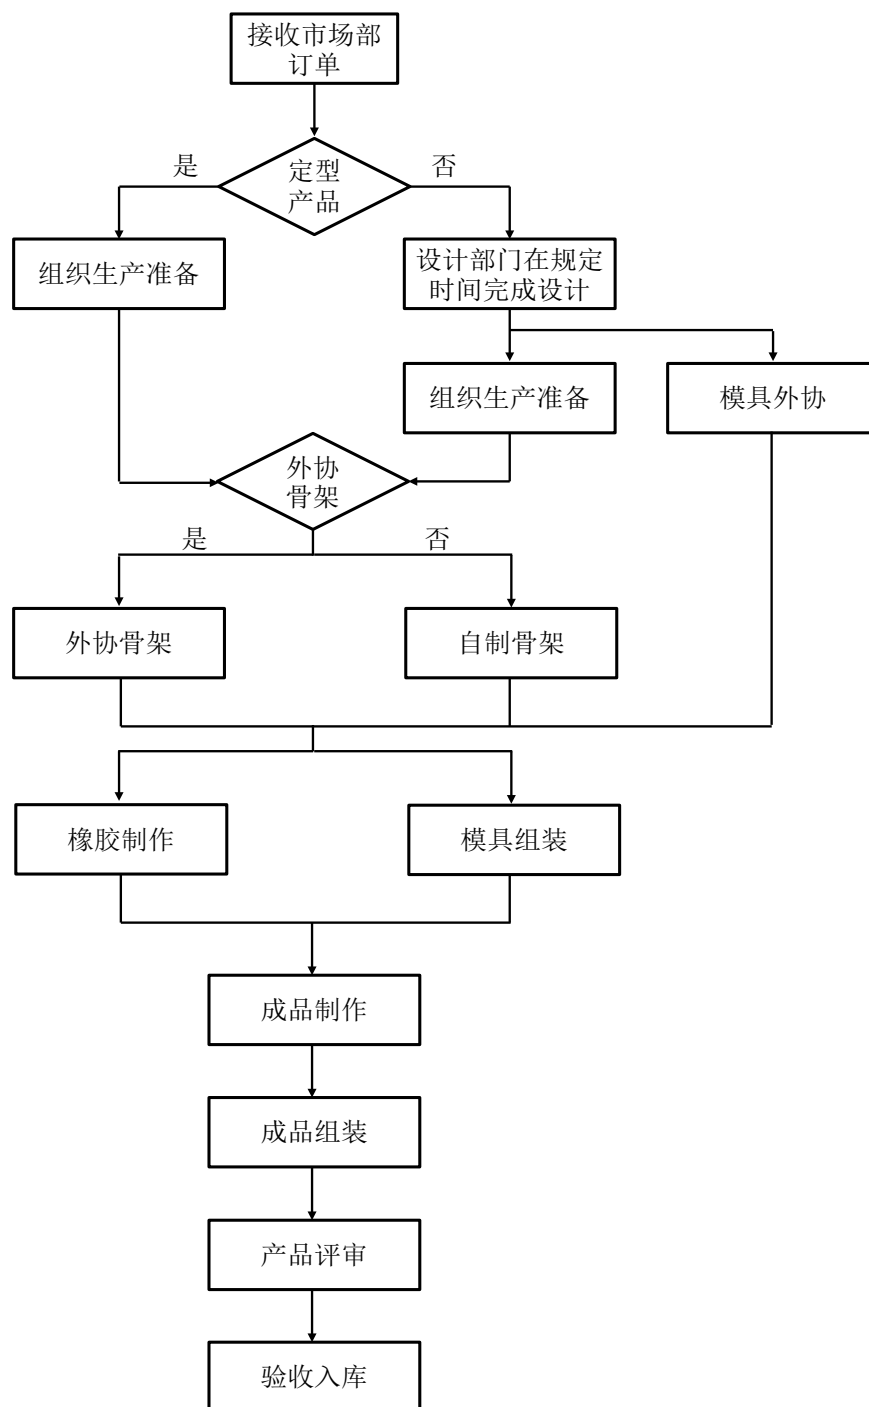 接收市场部
订单
是
定型
产品
否
组织生产准备
设计部门在规定
时间完成设计
组织生产准备
模具外协
外协
骨架
是
否
外协骨架
自制骨架
橡胶制作
模具组装
成品制作
成品组装
产品评审
验收入库